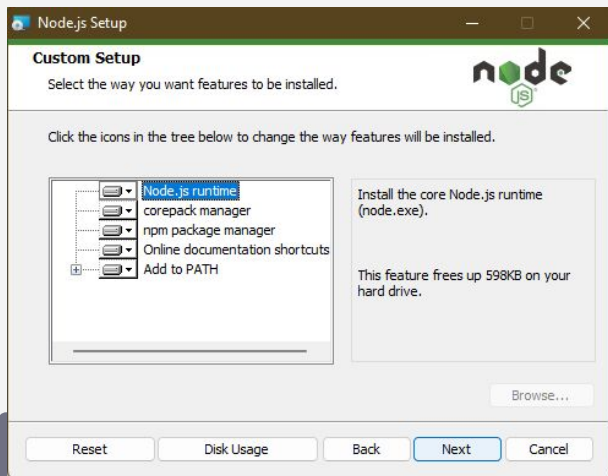 Node.js Setup
Custom Setup
Select the way you want features to be installed.
node
JS
Click the icons in the tree below to change the way features will be installed.
Node.js runtime
corepack manager
npm package manager
Online documentation shortcuts
Add to PATH
Install the core Node.js runtime
(node.exe).
This feature frees up 598KB on your
hard drive.
Browse...
Reset Disk Usage Back Next Cancel